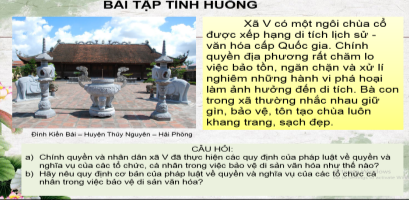 BÀI TẬP TÌNH HUỐNG
Xã V có một ngôi chùa cổ
được xếp hạng di tích lịch sử -
văn hóa cấp Quốc gia. Chính
quyền địa phương rất chăm lo
việc bảo tồn, ngăn chặn và xử lí
nghiêm những hành vi phá hoại
làm ảnh hưởng đến di tích. Bà con
trong xã thường nhắc nhau giữ
gìn, bảo vệ, tôn tạo chùa luôn
khang trang, sạch đẹp.
Đình Kiền Bái – Huyện Thủy Nguyên – Hải Phòng
CÂU HỎI:
a) Chính quyền và nhân dân xã V đã thực hiện các quy định của pháp luật về quyền và
nghĩa vụ của các tổ chức, cá nhân trong việc bảo vệ di sản văn hóa như thế nào?
b) Hãy nêu quy định cơ bản của pháp luật về quyền và nghĩa vụ của các tổ chức cá
nhân trong việc bảo vệ di sản văn hóa?